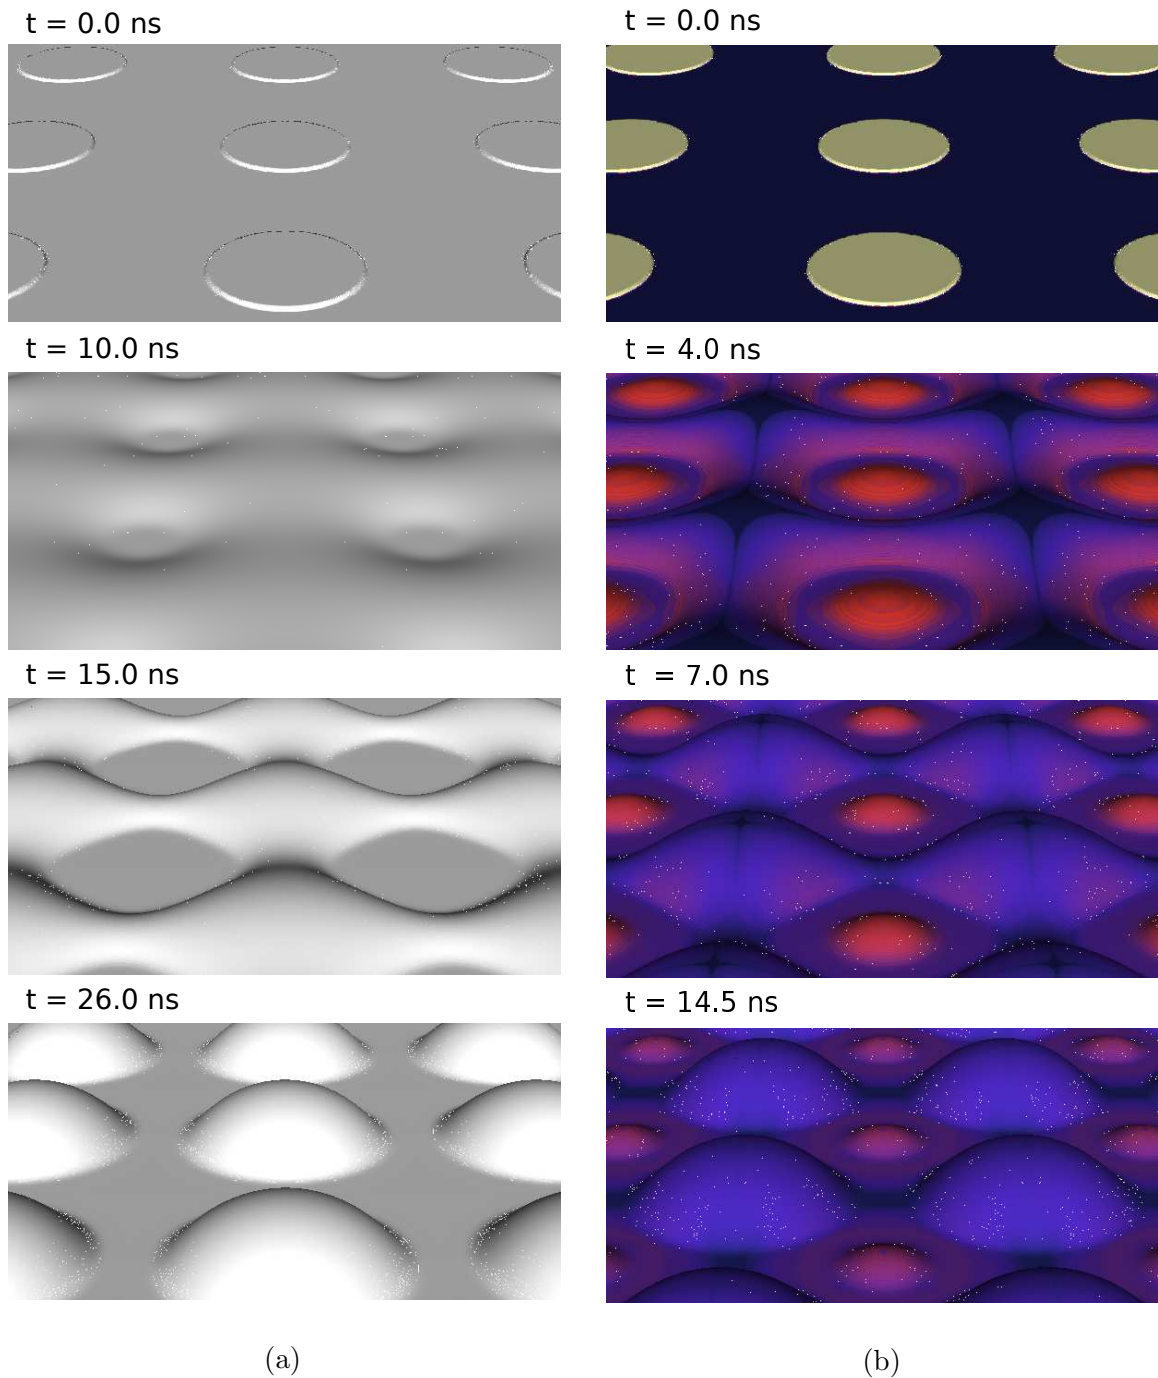 t = 0.0 ns
t = 10.0 ns
t = 15.0 ns
t = 26.0 ns
(a)
t = 0.0 ns
t = 4.0 ns
t  = 7.0 ns
t = 14.5 ns
(b)